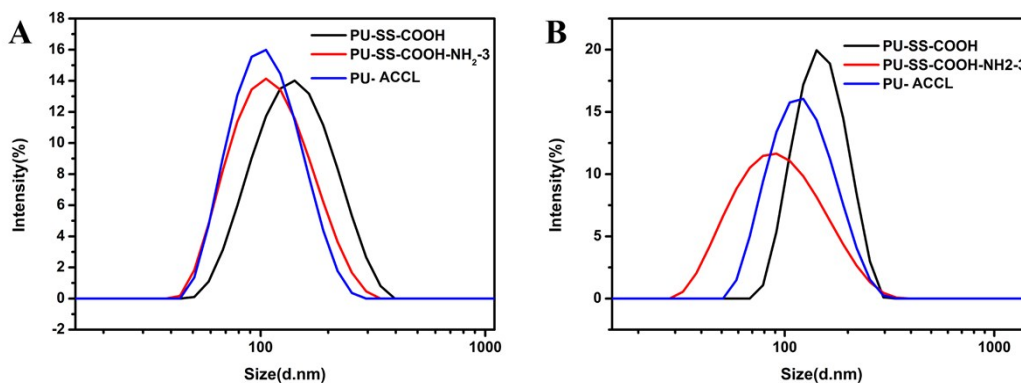 A
PU-SS-COOH
PU-SS-COOH-NH₂-3
PU- ACCL
18
16
14
12
10
8
6
4
2
0
-2
Intensity(%)
100
1000
Size(d.nm)
B
PU-SS-COOH
PU-SS-COOH-NH2-3
PU- ACCL
20
15
10
5
0
Intensity(%)
100
1000
Size(d.nm)